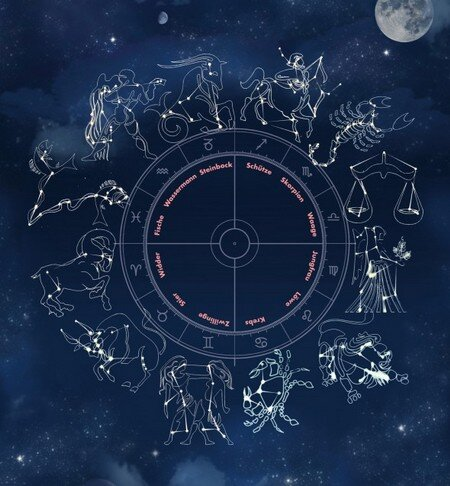 Steinbock
Schütze
Skorpion
Waage
Jungfrau
Löwe
Krebs
Zwillinge
Stier
Widder
Fische
Wassermann